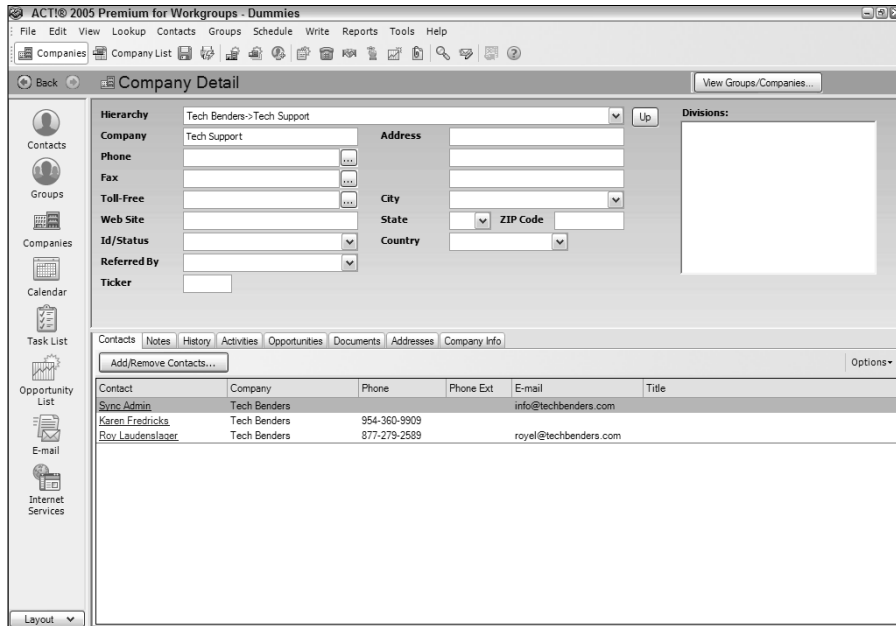 ACT!® 2005 Premium for Workgroups - Dummies
File Edit View Lookup Contacts Groups Schedule Write Reports Tools Help
Companies Company List
Back Company Detail View Groups/Companies...
Contacts
Groups
Companies
Calendar
Task List
Opportunity
List
E-mail
Internet
Services
Layout
Hierarchy Tech Benders->Tech Support Up Divisions:
Company Tech Support Address
Phone ...
Fax ...
Toll-Free ... City
Web Site State ZIP Code
Id/Status Country
Referred By
Ticker
Contacts Notes History Activities Opportunities Documents Addresses Company Info
Add/Remove Contacts... Options
Contact Company Phone Phone Ext E-mail Title
Sync Admin Tech Benders info@techbenders.com
Karen Fredricks Tech Benders 954-360-9909
Roy Laudenslager Tech Benders 877-279-2589 royel@techbenders.com